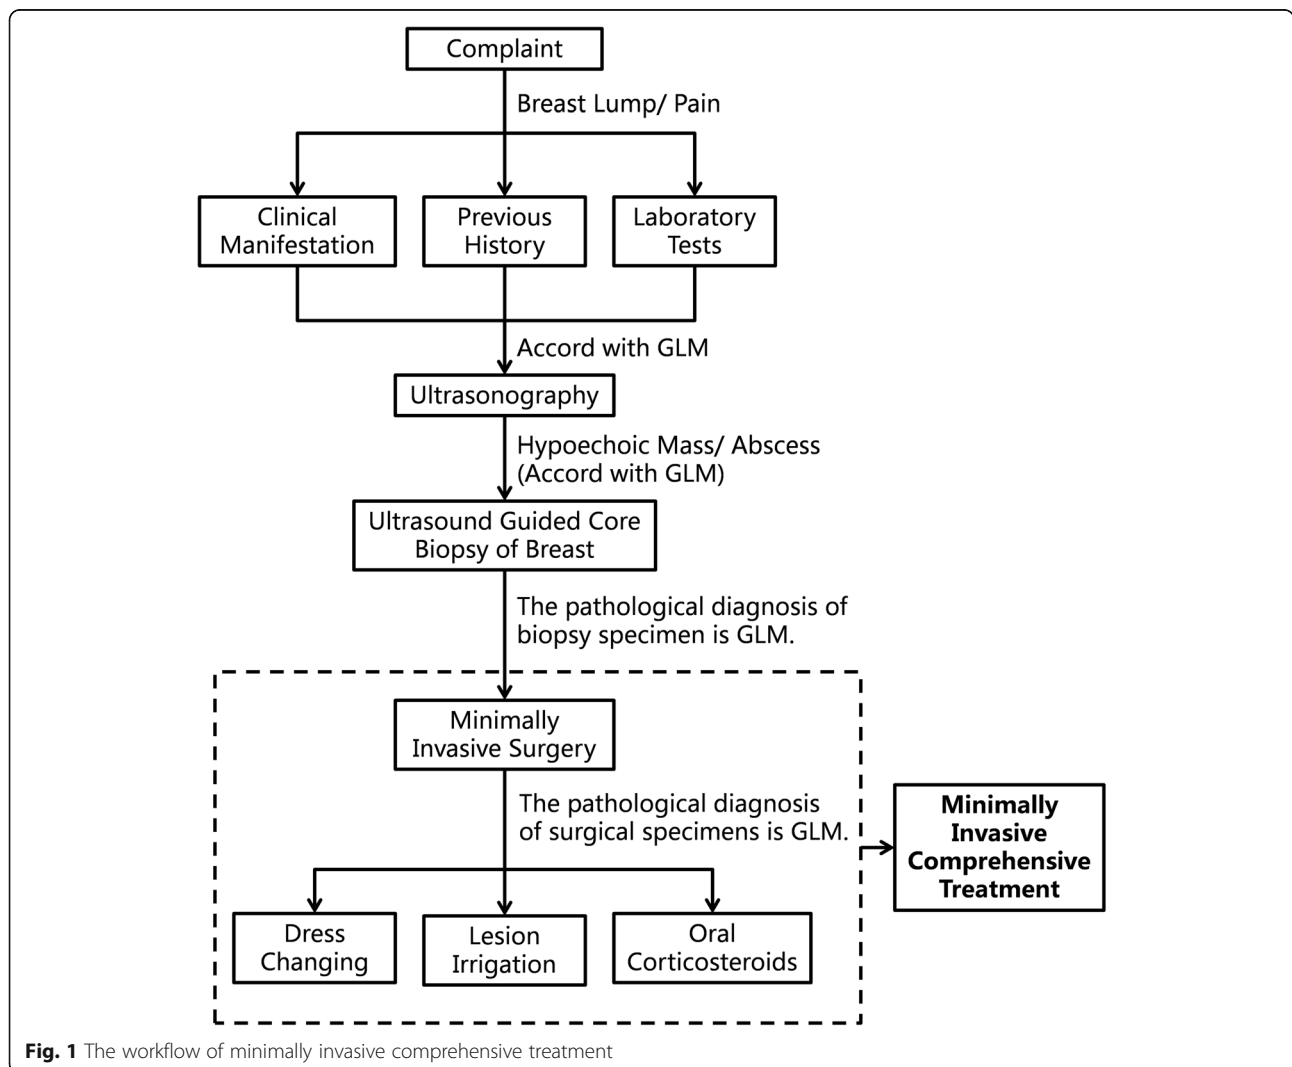 Complaint
Breast Lump/ Pain
Clinical
Manifestation
Previous
History
Laboratory
Tests
Accord with GLM
Ultrasonography
Hypoechoic Mass/ Abscess
(Accord with GLM)
Ultrasound Guided Core
Biopsy of Breast
The pathological diagnosis of
biopsy specimen is GLM.
Minimally
Invasive Surgery
The pathological diagnosis
of surgical specimens is GLM.
Minimally
Invasive
Comprehensive
Treatment
Dress
Changing
Lesion
Irrigation
Oral
Corticosteroids
Fig. 1 The workflow of minimally invasive comprehensive treatment